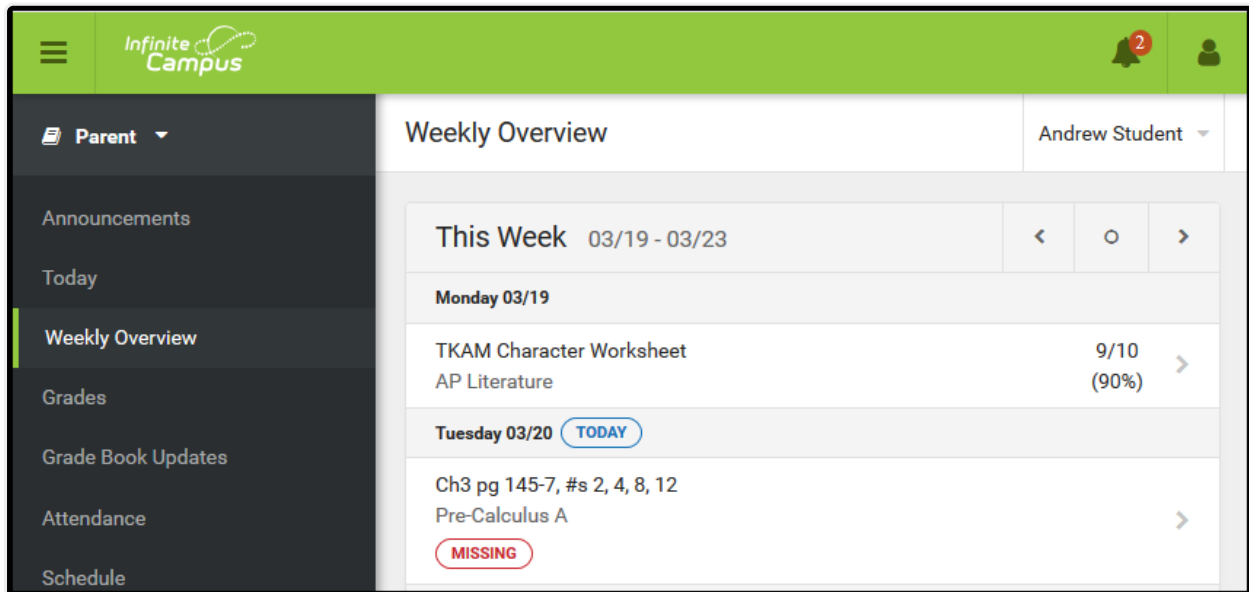 Infinite
Campus
2
Parent
Weekly Overview
Andrew Student
Announcements
Today
Weekly Overview
Grades
Grade Book Updates
Attendance
Schedule
This Week 03/19 - 03/23
Monday 03/19
TKAM Character Worksheet
AP Literature
9/10
(90%)
Tuesday 03/20 TODAY
Ch3 pg 145-7, #s 2, 4, 8, 12
Pre-Calculus A
MISSING